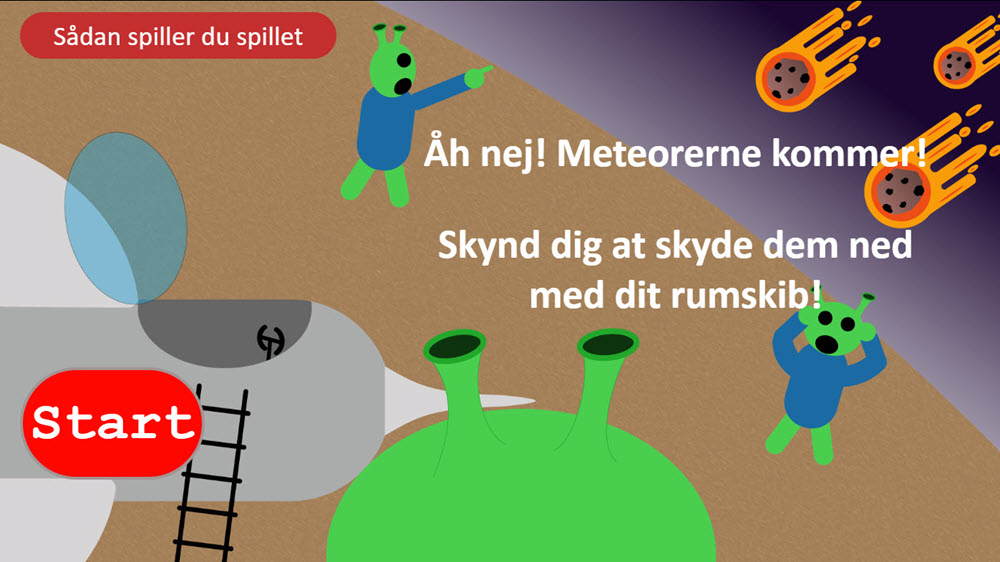 Sådan spiller du spillet
Åh nej! Meteorerne kommer!
Skynd dig at skyde dem ned
med dit rumskib!
Start